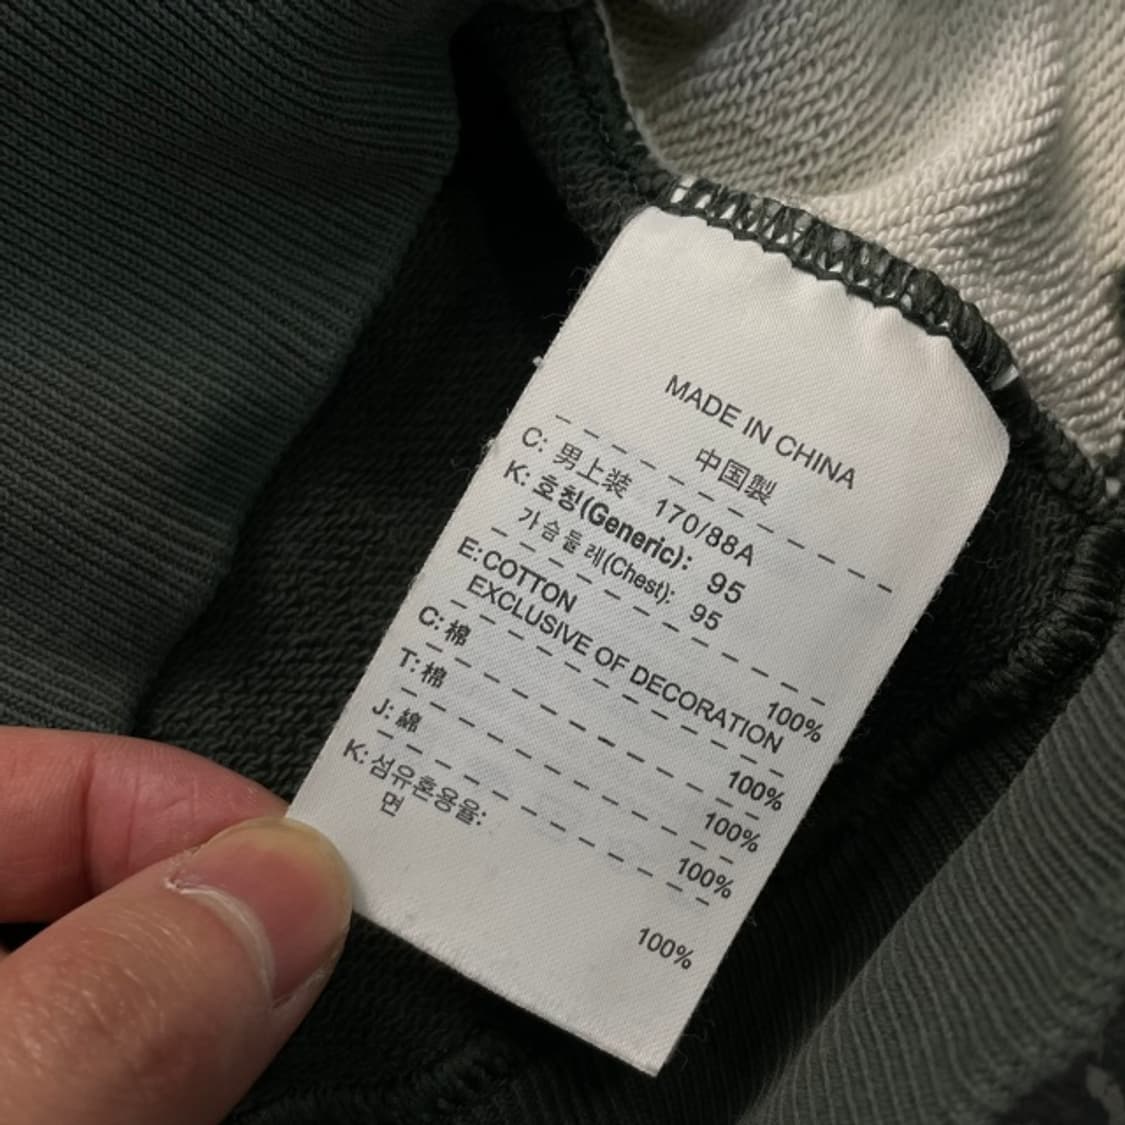 MADE IN CHINA
中国製
C: 男上装 170/88A
K: 호칭(Generic): 95
가슴둘레(Chest): 95
E: COTTON 100%
EXCLUSIVE OF DECORATION
C: 棉 100%
T: 棉 100%
J: 綿 100%
K: 섬유혼용율:
면 100%